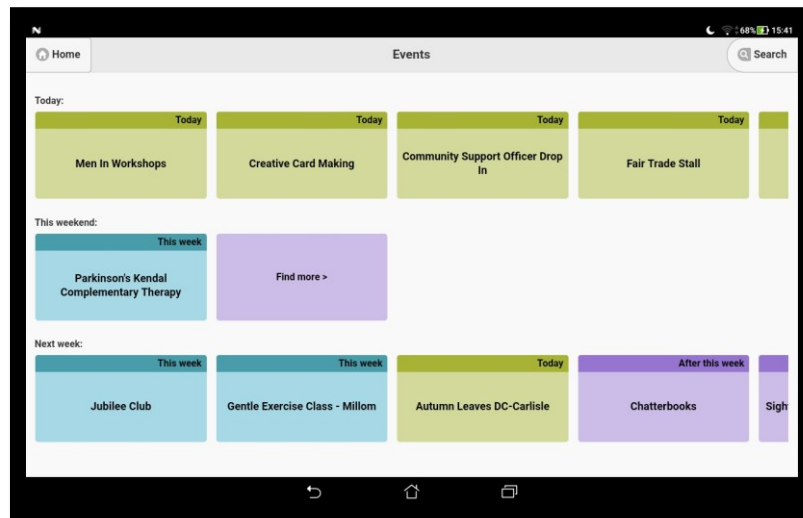 N
68% 15:41
Home
Events
Search
Today:
Today
Today
Today
Today
Men In Workshops
Creative Card Making
Community Support Officer Drop
In
Fair Trade Stall
This weekend:
This week
Parkinson's Kendal
Complementary Therapy
Find more >
Next week:
This week
This week
Today
After this week
Jubilee Club
Gentle Exercise Class - Millom
Autumn Leaves DC-Carlisle
Chatterbooks